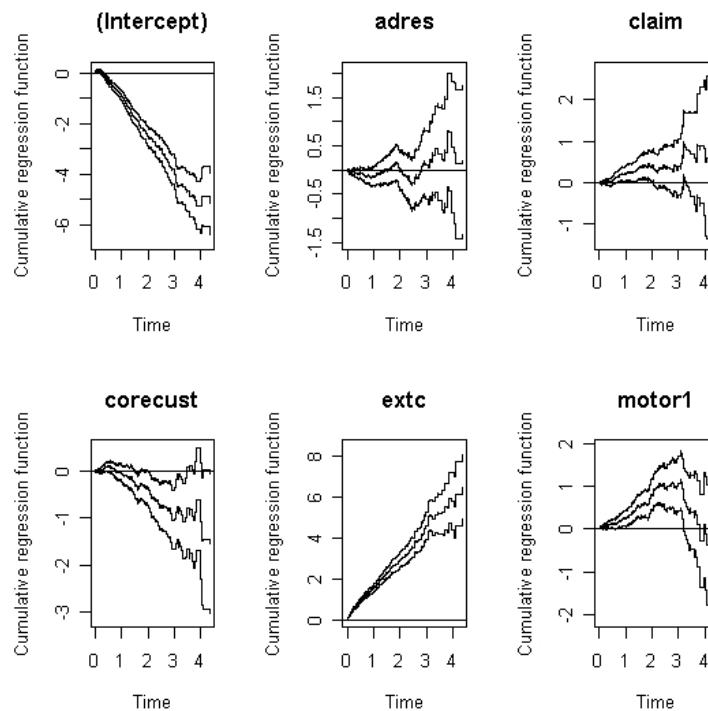 (Intercept)
Cumulative regression function
0
-2
-4
-6
0 1 2 3 4
Time
adres
Cumulative regression function
1.5
0.5
-0.5
-1.5
0 1 2 3 4
Time
claim
Cumulative regression function
2
1
0
-1
0 1 2 3 4
Time
corecust
Cumulative regression function
0
-1
-2
-3
0 1 2 3 4
Time
extc
Cumulative regression function
8
6
4
2
0
0 1 2 3 4
Time
motor1
Cumulative regression function
2
1
0
-1
-2
0 1 2 3 4
Time